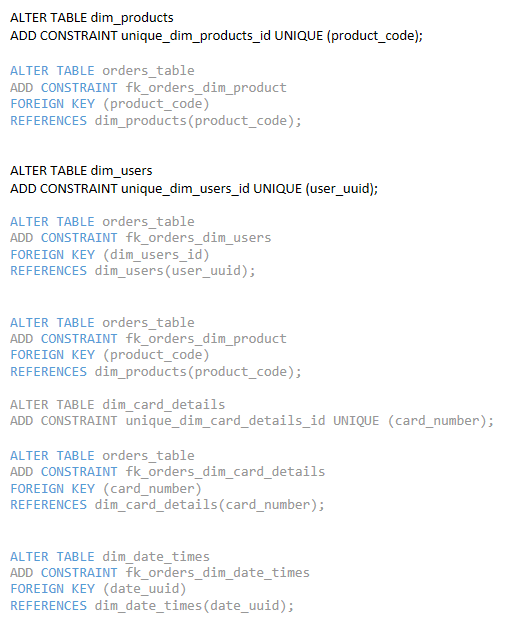 ALTER TABLE dim_products
ADD CONSTRAINT unique_dim_products_id UNIQUE (product_code);
ALTER TABLE orders_table
ADD CONSTRAINT fk_orders_dim_product
FOREIGN KEY (product_code)
REFERENCES dim_products(product_code);
ALTER TABLE dim_users
ADD CONSTRAINT unique_dim_users_id UNIQUE (user_uuid);
ALTER TABLE orders_table
ADD CONSTRAINT fk_orders_dim_users
FOREIGN KEY (dim_users_id)
REFERENCES dim_users(user_uuid);
ALTER TABLE orders_table
ADD CONSTRAINT fk_orders_dim_product
FOREIGN KEY (product_code)
REFERENCES dim_products(product_code);
ALTER TABLE dim_card_details
ADD CONSTRAINT unique_dim_card_details_id UNIQUE (card_number);
ALTER TABLE orders_table
ADD CONSTRAINT fk_orders_dim_card_details
FOREIGN KEY (card_number)
REFERENCES dim_card_details(card_number);
ALTER TABLE dim_date_times
ADD CONSTRAINT fk_orders_dim_date_times
FOREIGN KEY (date_uuid)
REFERENCES dim_date_times(date_uuid);